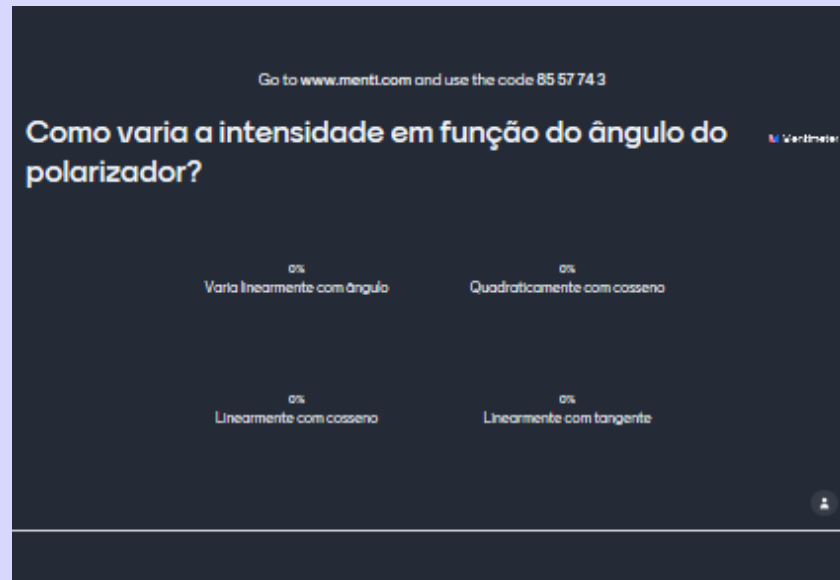 Go to www.menti.com and use the code 85 57 74 3
Como varia a intensidade em função do ângulo do
polarizador?
Mentimeter
0%
Varia linearmente com ângulo
0%
Quadraticamente com cosseno
0%
Linearmente com cosseno
0%
Linearmente com tangente